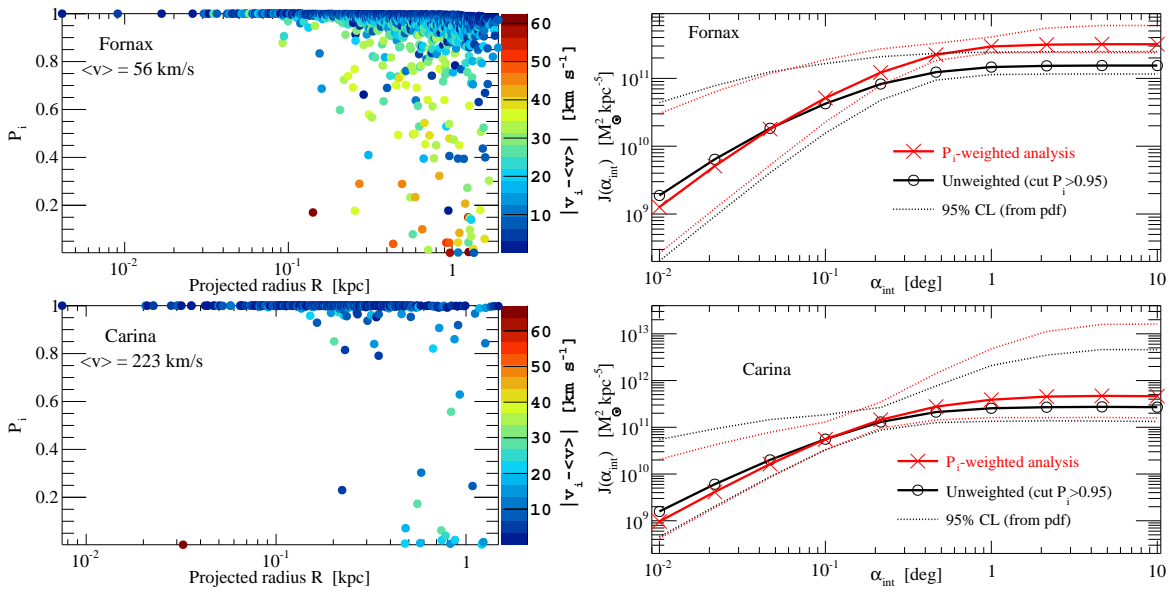 Fornax
<v> = 56 km/s
P_i
1
0.8
0.6
0.4
0.2
10^-2
10^-1
1
Projected radius R [kpc]
60
50
40
30
20
10
|v_i-<v>| [km s^-1]
Fornax
J(α_int) [M_☉^2 kpc^-5]
10^11
10^10
10^9
P_i-weighted analysis
Unweighted (cut P_i>0.95)
95% CL (from pdf)
10^-2
10^-1
1
10
α_int [deg]
Carina
<v> = 223 km/s
P_i
1
0.8
0.6
0.4
0.2
10^-2
10^-1
1
Projected radius R [kpc]
60
50
40
30
20
10
|v_i-<v>| [km s^-1]
Carina
J(α_int) [M_☉^2 kpc^-5]
10^13
10^12
10^11
10^10
10^9
P_i-weighted analysis
Unweighted (cut P_i>0.95)
95% CL (from pdf)
10^-2
10^-1
1
10
α_int [deg]